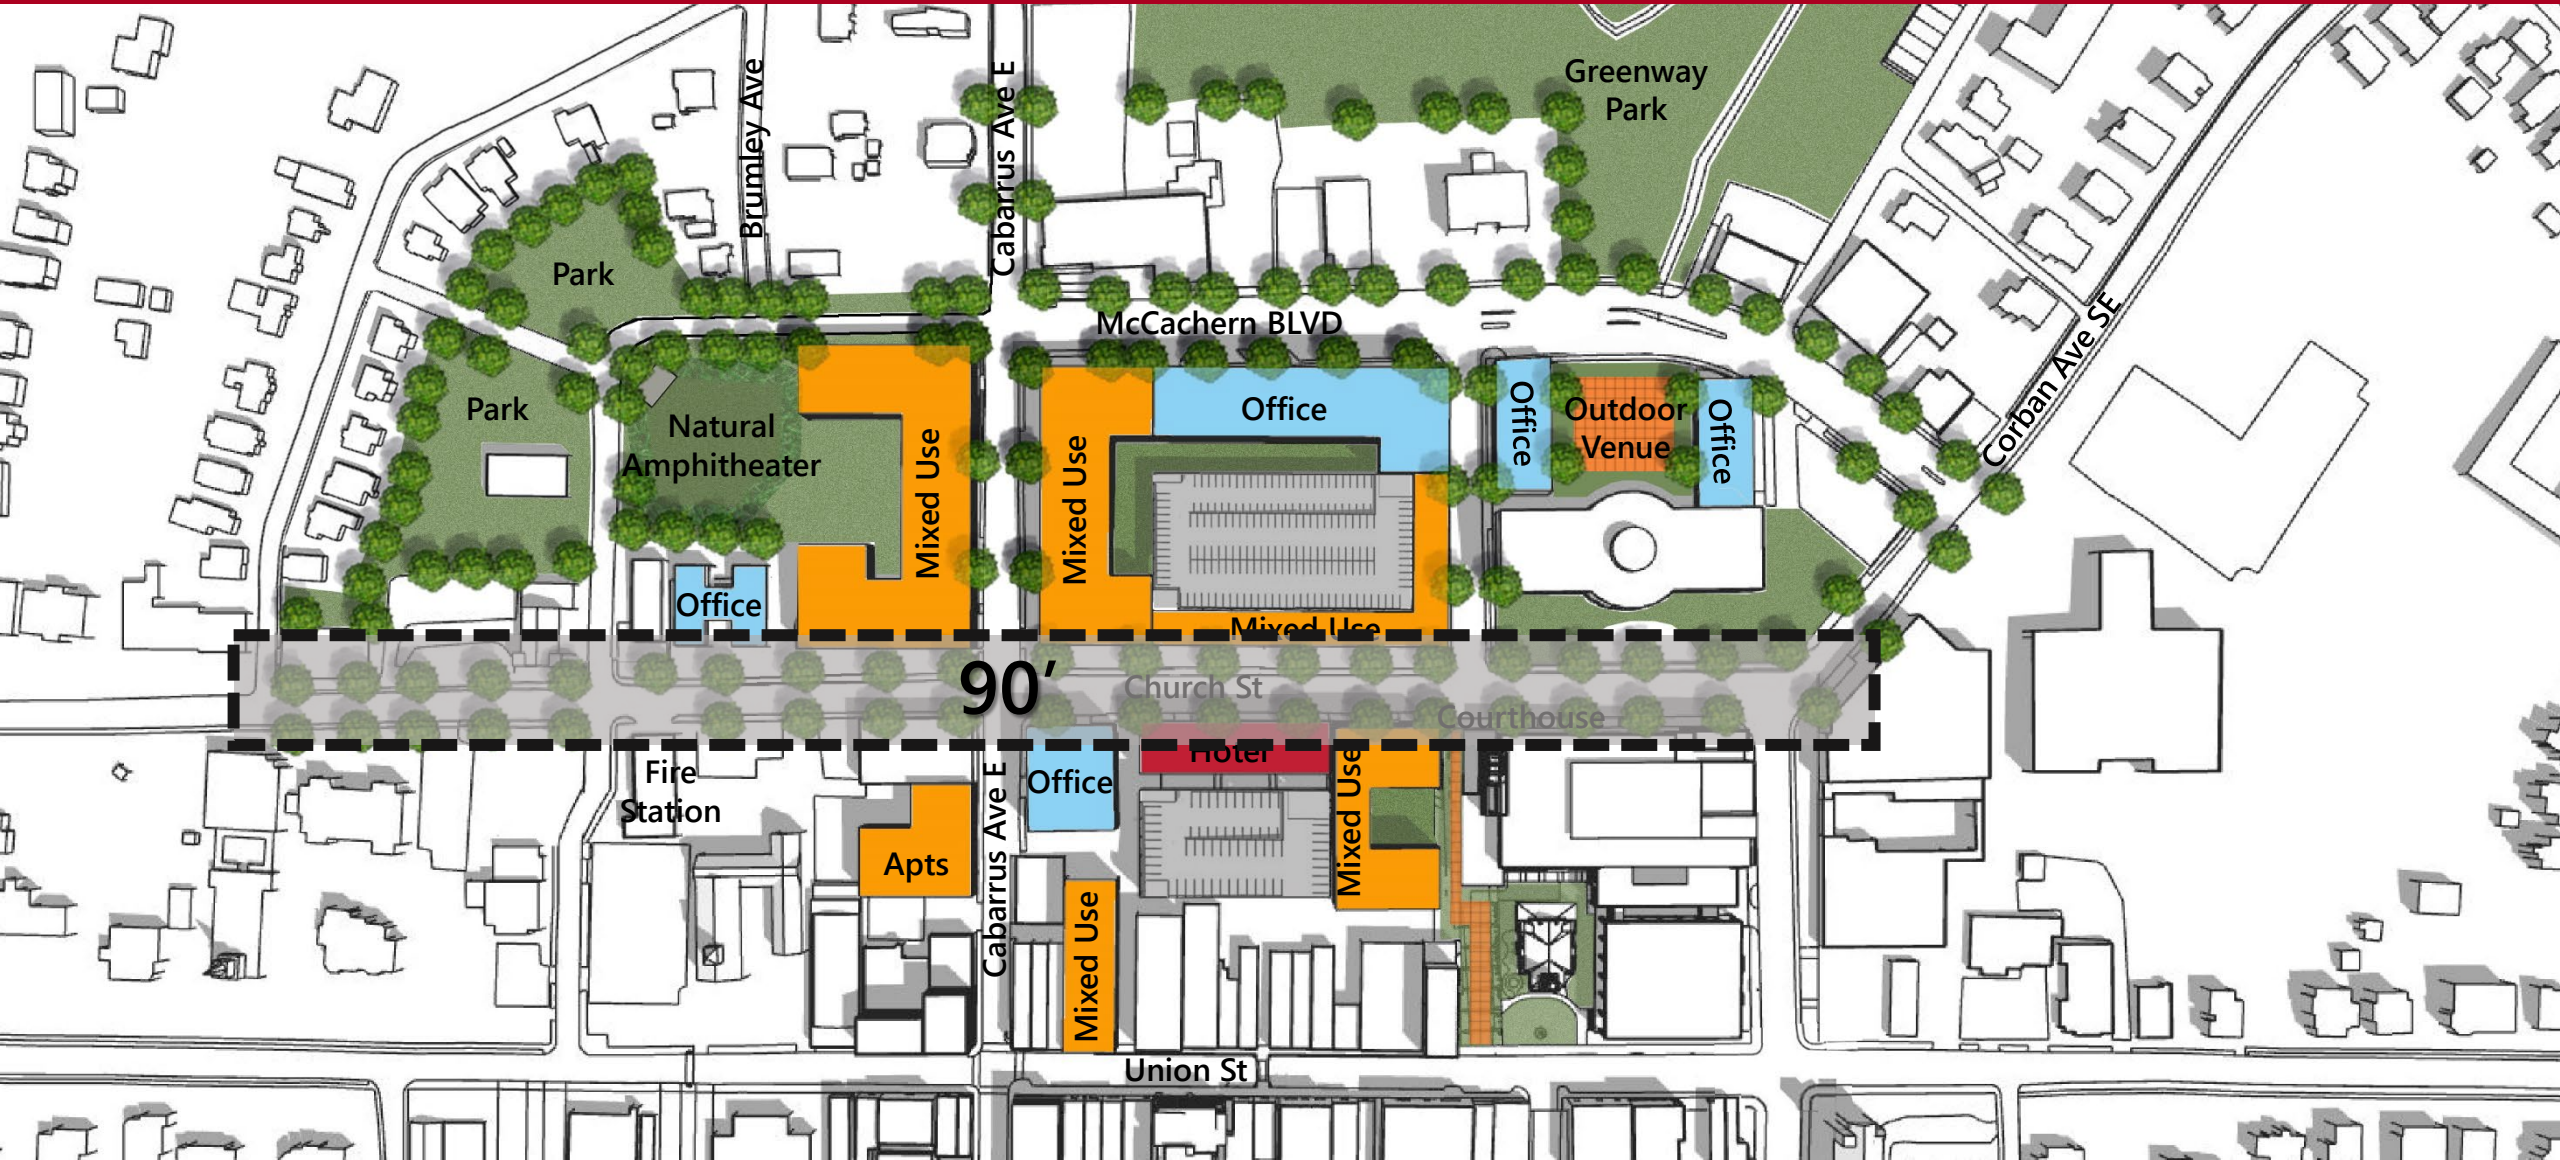 Greenway
Park
Brumley Ave
Cabarrus Ave E
Park
McCachern BLVD
Corban Ave SE
Park
Natural
Amphitheater
Mixed Use
Mixed Use
Office
Office
Outdoor
Venue
Office
Office
Mixed Use
90′
Church St
Courthouse
Fire
Station
Office
Hotel
Mixed Use
Apts
Cabarrus Ave E
Mixed Use
Union St